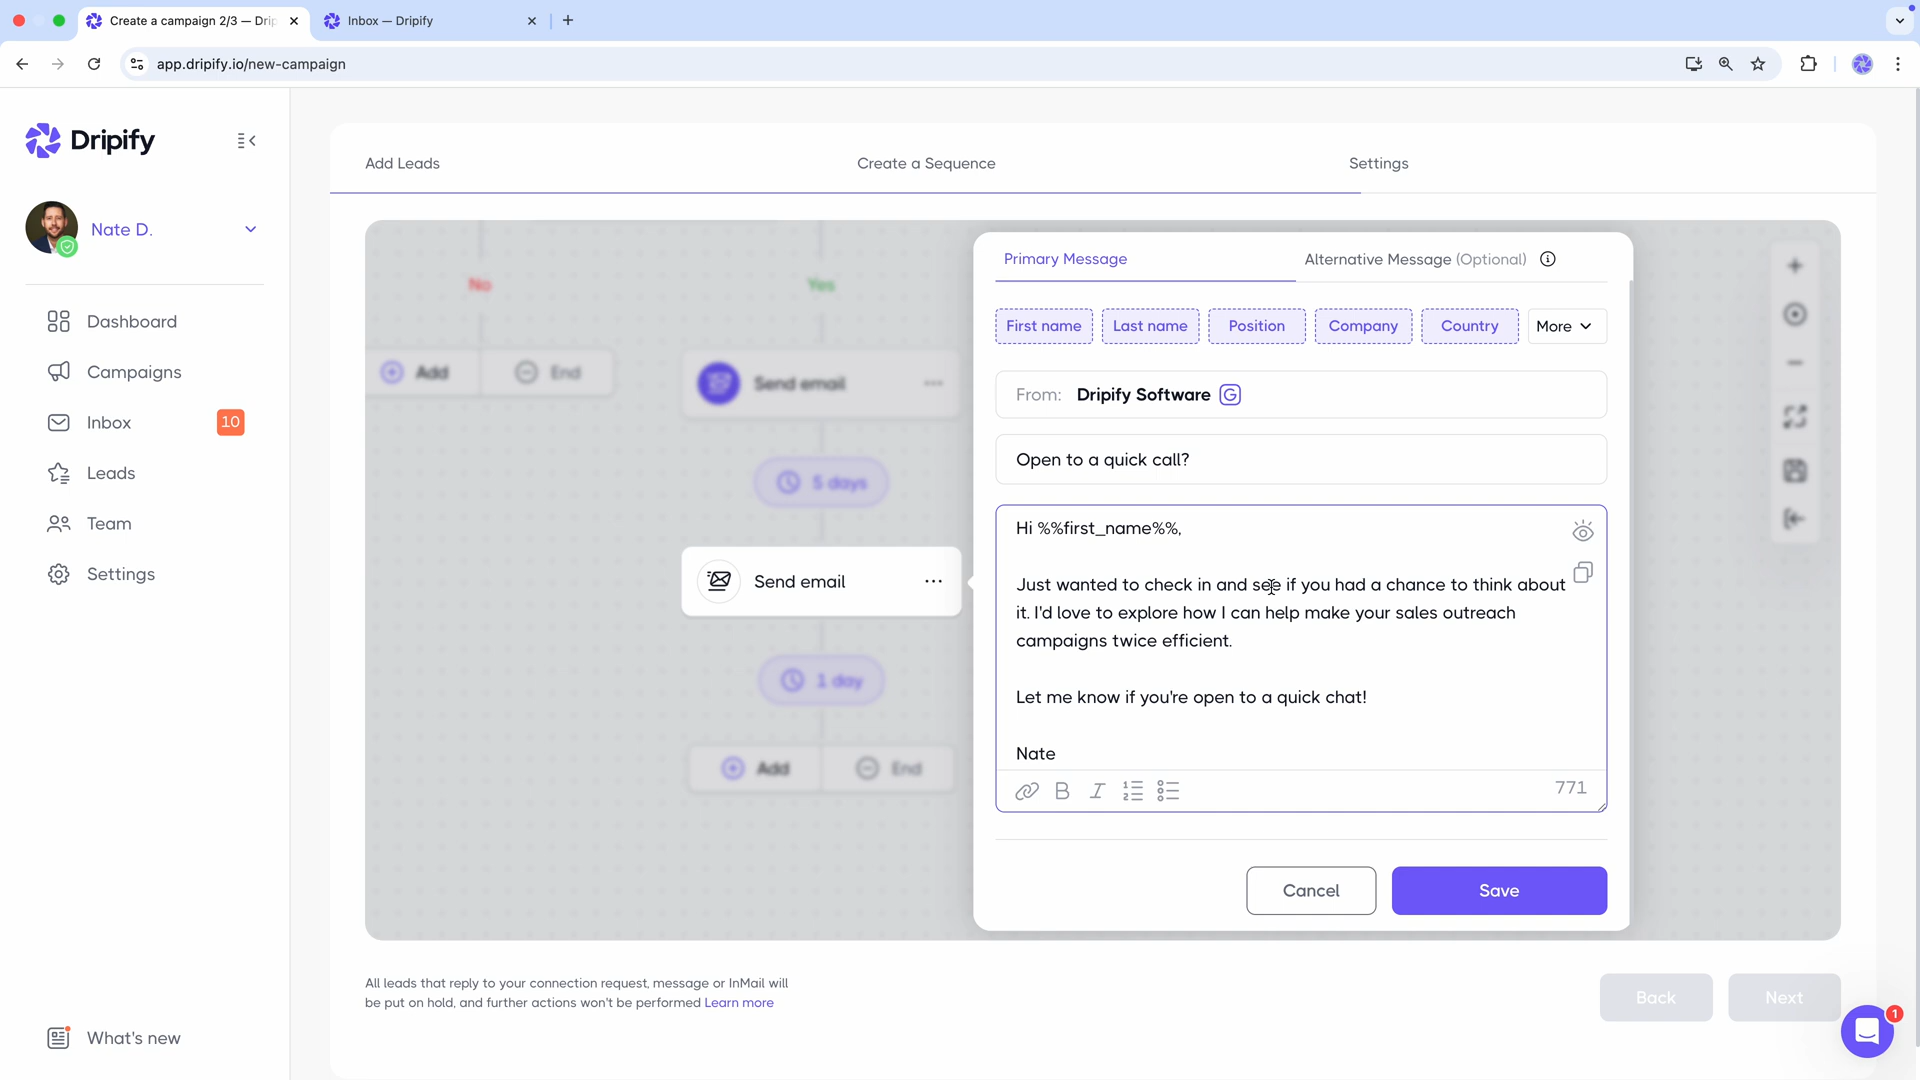 Create a campaign 2/3 — Drip
Inbox — Dripify
app.dripify.io/new-campaign
Dripify
Nate D.
Dashboard
Campaigns
Inbox
10
Leads
Team
Settings
What's new
Add Leads
Create a Sequence
Settings
No
Yes
Add
End
Send email
5 days
Send email
1 day
Add
End
Primary Message
Alternative Message (Optional)
First name
Last name
Position
Company
Country
More
From: Dripify Software G
Open to a quick call?
Hi %%first_name%%,
Just wanted to check in and see if you had a chance to think about
it. I'd love to explore how I can help make your sales outreach
campaigns twice efficient.
Let me know if you're open to a quick chat!
Nate
B I
771
Cancel
Save
All leads that reply to your connection request, message or InMail will
be put on hold, and further actions won't be performed Learn more
Back
Next
1